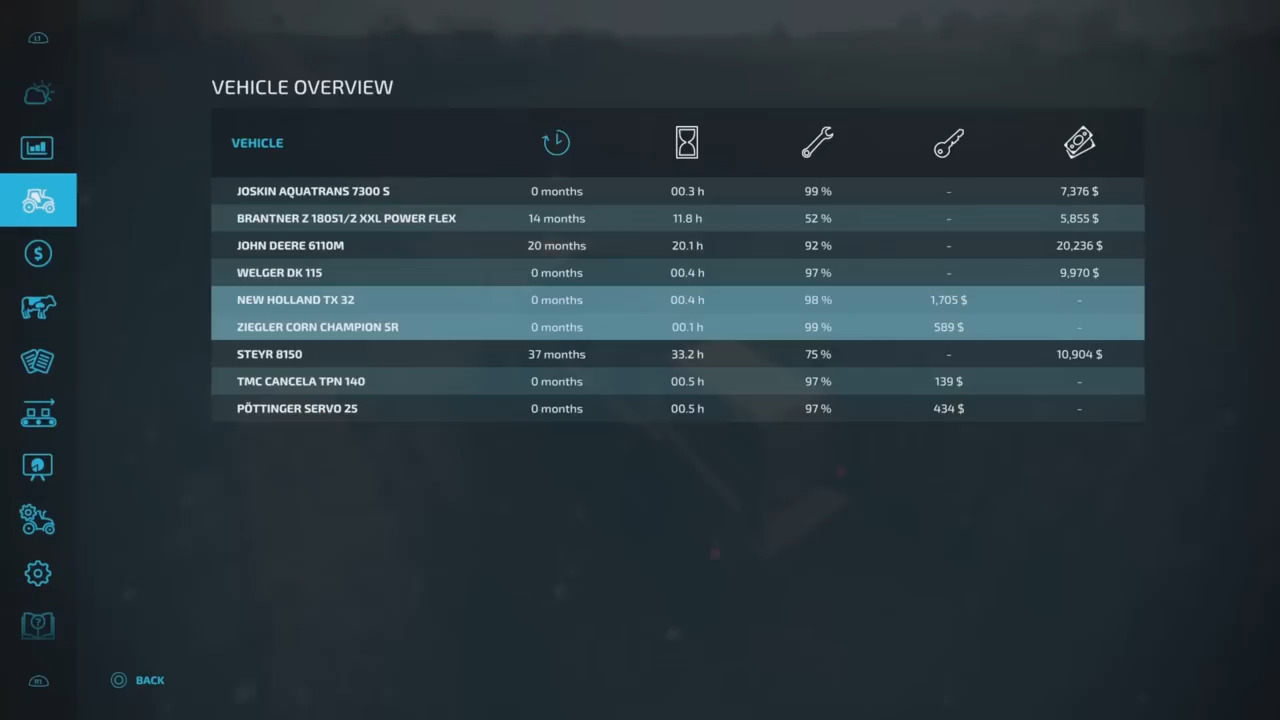 L1
VEHICLE OVERVIEW
VEHICLE
JOSKIN AQUATRANS 7300 S 0 months 00.3 h 99 % - 7,376 $
BRANTNER Z 18051/2 XXL POWER FLEX 14 months 11.8 h 52 % - 5,855 $
JOHN DEERE 6110M 20 months 20.1 h 92 % - 20,236 $
WELGER DK 115 0 months 00.4 h 97 % - 9,970 $
NEW HOLLAND TX 32 0 months 00.4 h 98 % 1,705 $ -
ZIEGLER CORN CHAMPION 5R 0 months 00.1 h 99 % 589 $ -
STEYR 8150 37 months 33.2 h 75 % - 10,904 $
TMC CANCELA TPN 140 0 months 00.5 h 97 % 139 $ -
PÖTTINGER SERVO 25 0 months 00.5 h 97 % 434 $ -
R1
BACK